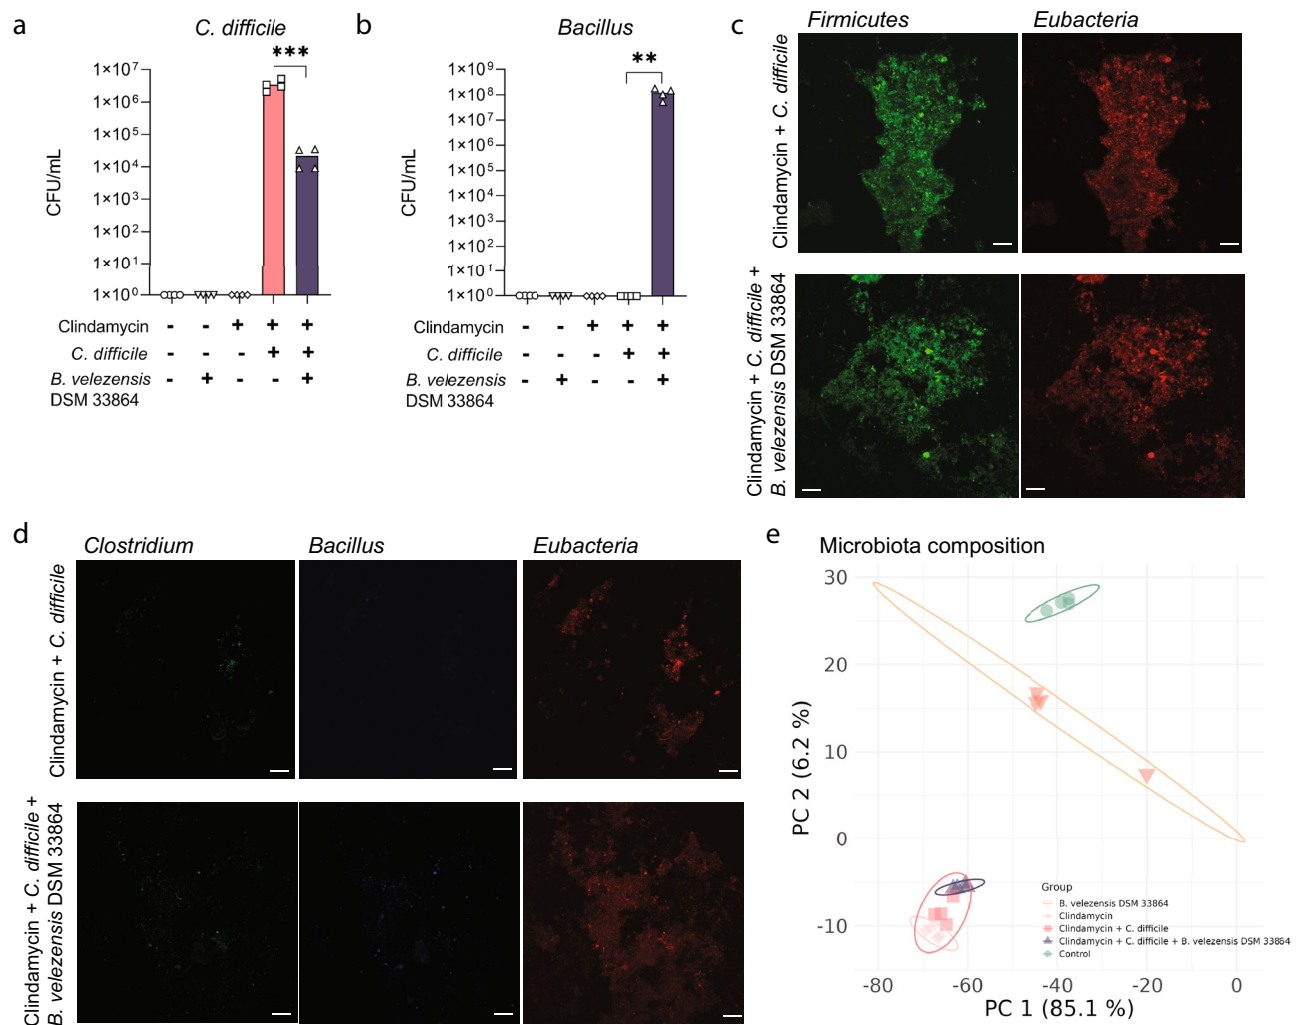 a
C. difficile
***
1×10⁷
1×10⁶
1×10⁵
1×10⁴
1×10³
1×10²
1×10¹
1×10⁰
CFU/mL
Clindamycin - - + + +
C. difficile - - - + +
B. velezensis - + - - +
DSM 33864
b
Bacillus
**
1×10⁹
1×10⁸
1×10⁷
1×10⁶
1×10⁵
1×10⁴
1×10³
1×10²
1×10¹
1×10⁰
CFU/mL
Clindamycin - - + + +
C. difficile - - - + +
B. velezensis - + - - +
DSM 33864
c
Firmicutes Eubacteria
Clindamycin + C. difficile
Clindamycin + C. difficile +
B. velezensis DSM 33864
d
Clostridium Bacillus Eubacteria
Clindamycin + C. difficile
Clindamycin + C. difficile +
B. velezensis DSM 33864
e
Microbiota composition
30
20
10
0
-10
PC 2 (6.2 %)
-80 -60 -40 -20 0
PC 1 (85.1 %)
Group
B. velezensis DSM 33864
Clindamycin
Clindamycin + C. difficile
Clindamycin + C. difficile + B. velezensis DSM 33864
Control